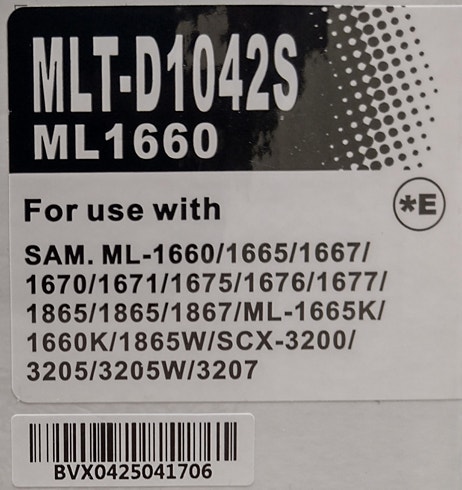 MLT-D1042S
ML1660
For use with
*E
SAM. ML-1660/1665/1667/
1670/1671/1675/1676/1677/
1865/1865/1867/ML-1665K/
1660K/1865W/SCX-3200/
3205/3205W/3207
BVX0425041706